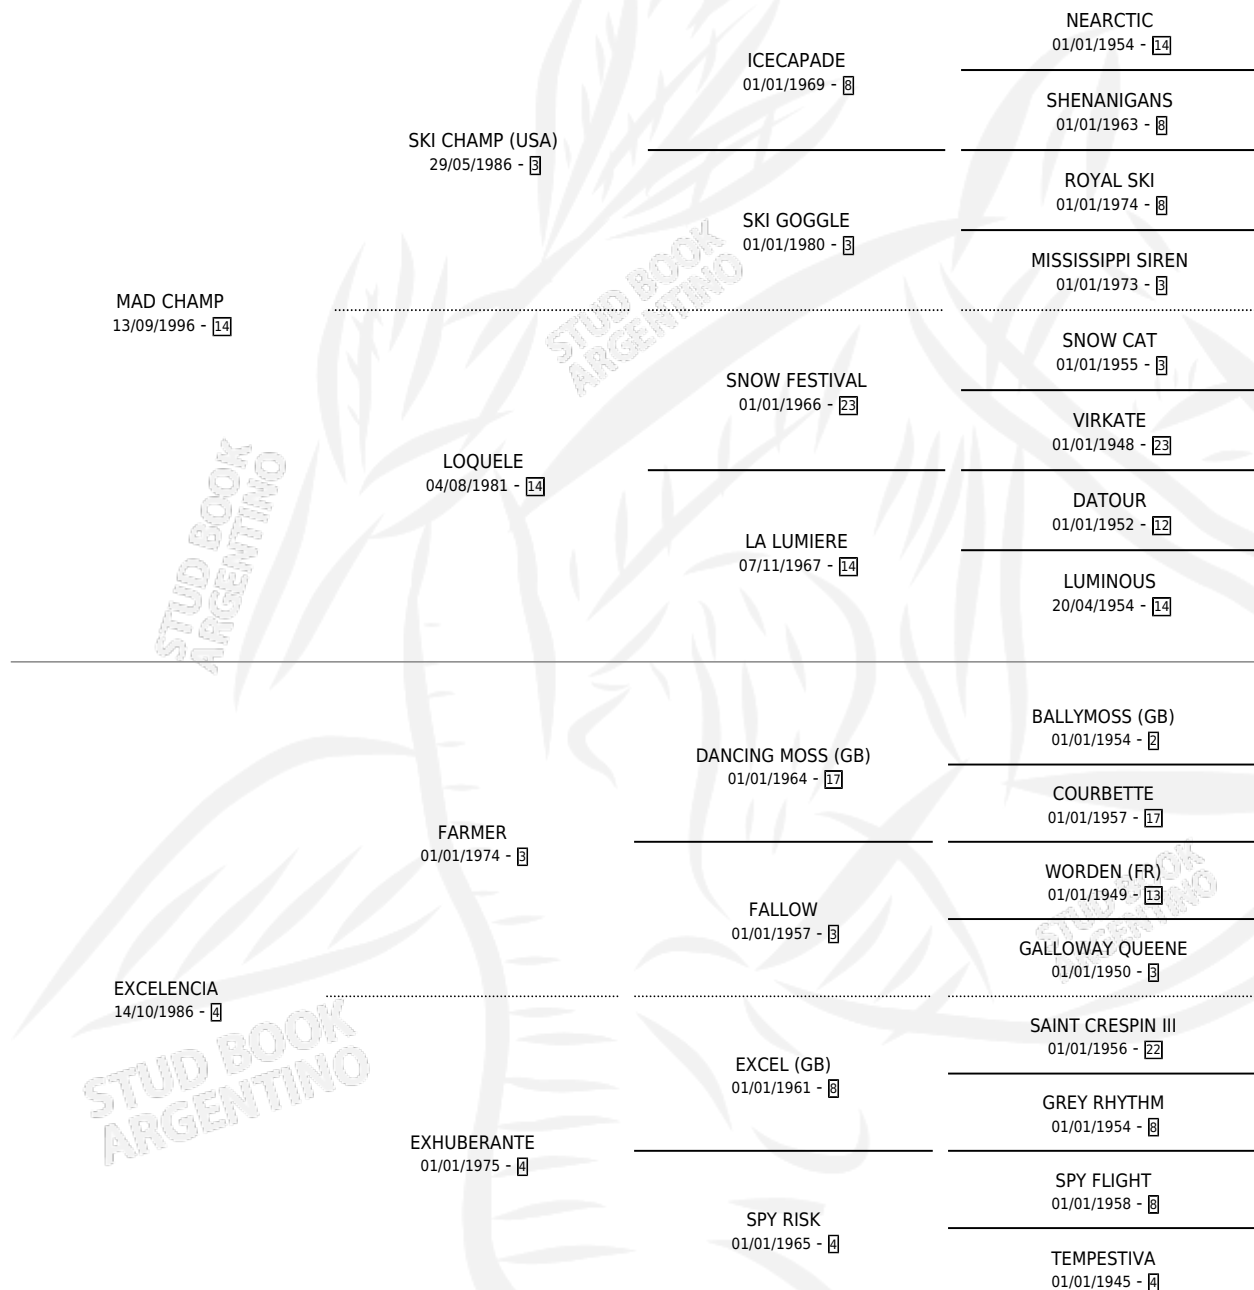 NEARCTIC
01/01/1954 - 14
ICECAPADE
01/01/1969 - 8
SHENANIGANS
01/01/1963 - 8
SKI CHAMP (USA)
29/05/1986 - 3
ROYAL SKI
01/01/1974 - 8
SKI GOGGLE
01/01/1980 - 3
MISSISSIPPI SIREN
01/01/1973 - 3
MAD CHAMP
13/09/1996 - 14
STUD BOOK
ARGENTINO
SNOW CAT
01/01/1955 - 3
SNOW FESTIVAL
01/01/1966 - 23
VIRKATE
01/01/1948 - 23
LOQUELE
04/08/1981 - 14
DATOUR
01/01/1952 - 12
LA LUMIERE
07/11/1967 - 14
LUMINOUS
20/04/1954 - 14
STUD BOOK
ARGENTINO
BALLYMOSS (GB)
01/01/1954 - 2
DANCING MOSS (GB)
01/01/1964 - 17
COURBETTE
01/01/1957 - 17
FARMER
01/01/1974 - 3
WORDEN (FR)
01/01/1949 - 13
FALLOW
01/01/1957 - 3
GALLOWAY QUEENE
01/01/1950 - 3
STUD BOOK
ARGENTINO
EXCELENCIA
14/10/1986 - 4
SAINT CRESPIN III
01/01/1956 - 22
EXCEL (GB)
01/01/1961 - 8
GREY RHYTHM
01/01/1954 - 8
STUD BOOK
ARGENTINO
EXHUBERANTE
01/01/1975 - 4
SPY FLIGHT
01/01/1958 - 8
SPY RISK
01/01/1965 - 4
TEMPESTIVA
01/01/1945 - 4